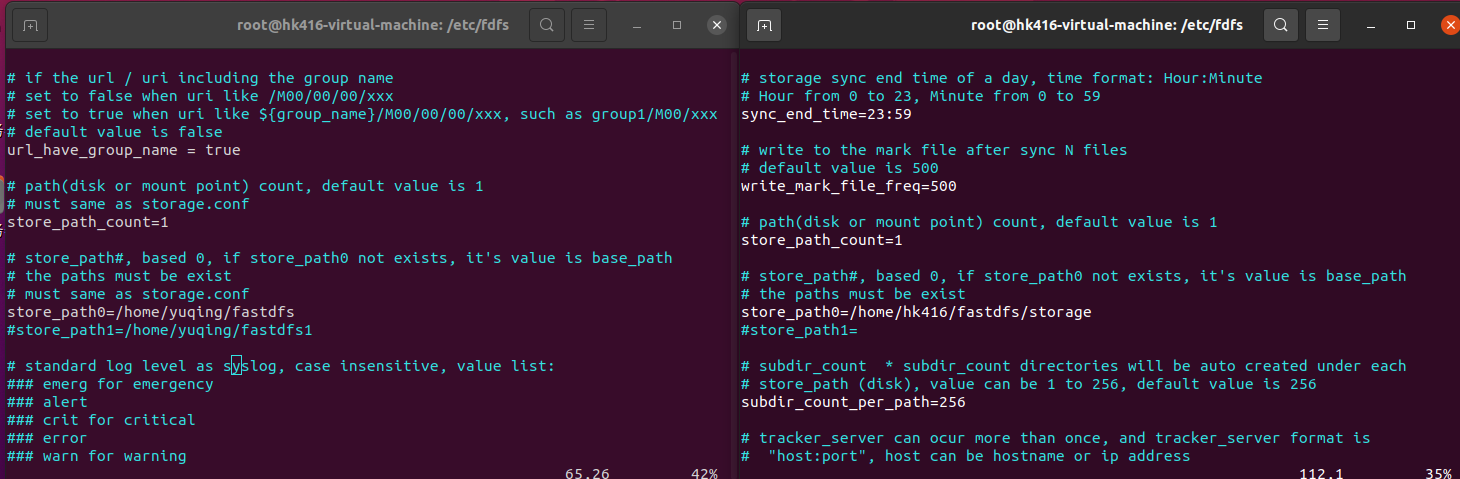 root@hk416-virtual-machine: /etc/fdfs
# if the url / uri including the group name
# set to false when uri like /M00/00/00/xxx
# set to true when uri like ${group_name}/M00/00/00/xxx, such as group1/M00/xxx
# default value is false
url_have_group_name = true
# path(disk or mount point) count, default value is 1
# must same as storage.conf
store_path_count=1
# store_path#, based 0, if store_path0 not exists, it's value is base_path
# the paths must be exist
# must same as storage.conf
store_path0=/home/yuqing/fastdfs
#store_path1=/home/yuqing/fastdfs1
# standard log level as syslog, case insensitive, value list:
### emerg for emergency
### alert
### crit for critical
### error
### warn for warning
65,26 42%
root@hk416-virtual-machine: /etc/fdfs
# storage sync end time of a day, time format: Hour:Minute
# Hour from 0 to 23, Minute from 0 to 59
sync_end_time=23:59
# write to the mark file after sync N files
# default value is 500
write_mark_file_freq=500
# path(disk or mount point) count, default value is 1
store_path_count=1
# store_path#, based 0, if store_path0 not exists, it's value is base_path
# the paths must be exist
store_path0=/home/hk416/fastdfs/storage
#store_path1=
# subdir_count  * subdir_count directories will be auto created under each
# store_path (disk), value can be 1 to 256, default value is 256
subdir_count_per_path=256
# tracker_server can ocur more than once, and tracker_server format is
#  "host:port", host can be hostname or ip address
112,1 35%